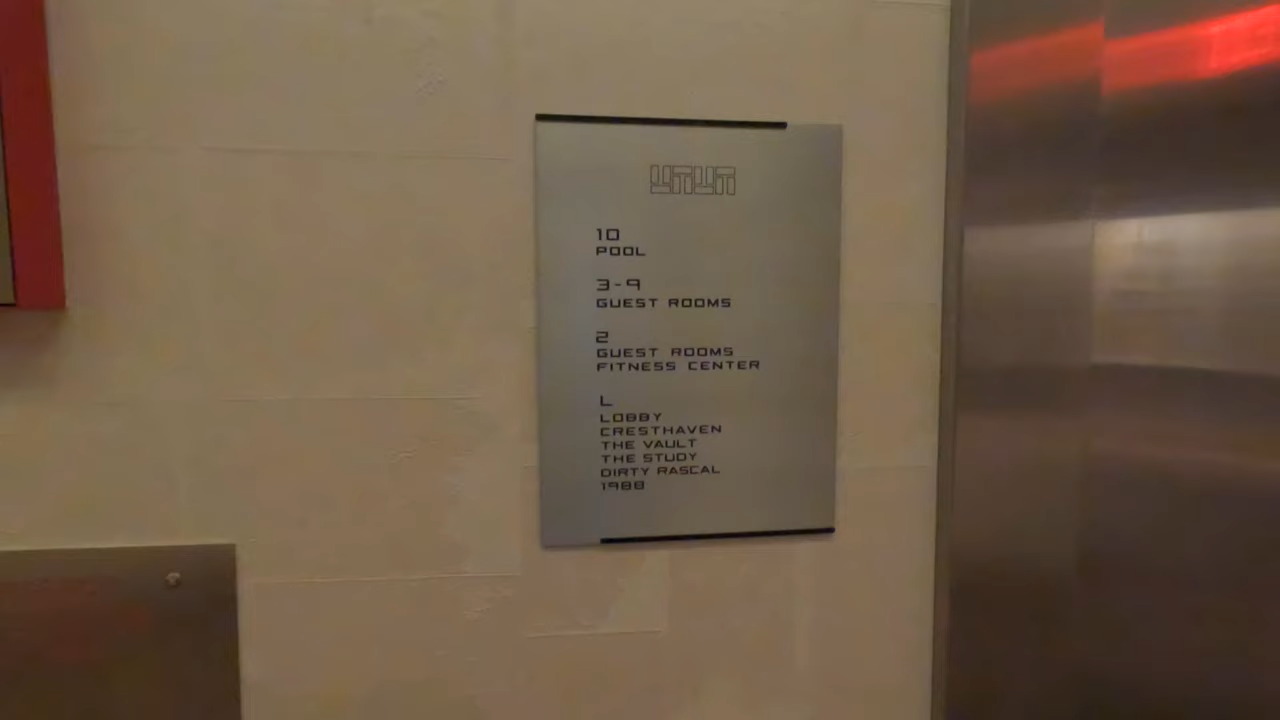 10
POOL
3-9
GUEST ROOMS
2
GUEST ROOMS
FITNESS CENTER
L
LOBBY
CRESTHAVEN
THE VAULT
THE STUDY
DIRTY RASCAL
1988